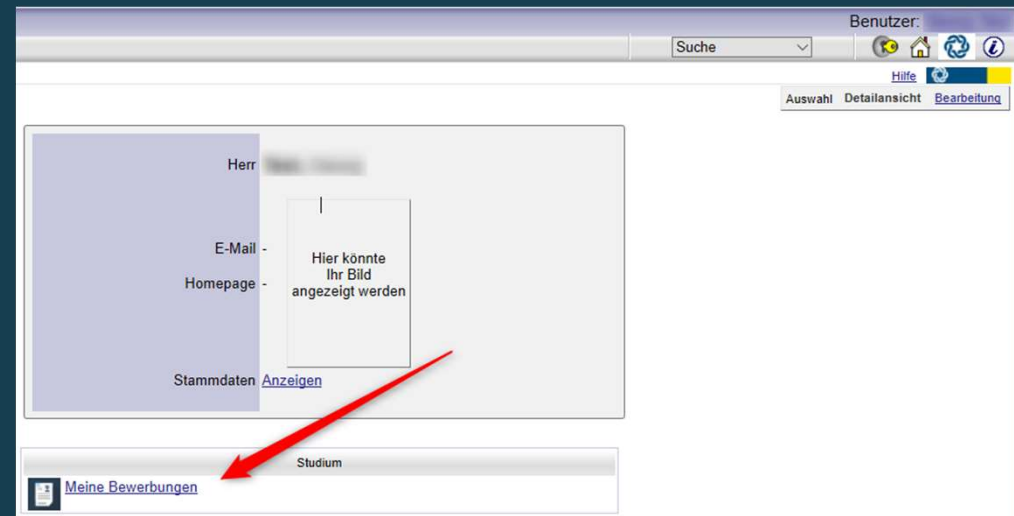 Benutzer:
Suche
Hilfe
Auswahl Detailansicht Bearbeitung
Herr
E-Mail -
Hier könnte
Ihr Bild
angezeigt werden
Homepage -
Stammdaten Anzeigen
Studium
Meine Bewerbungen